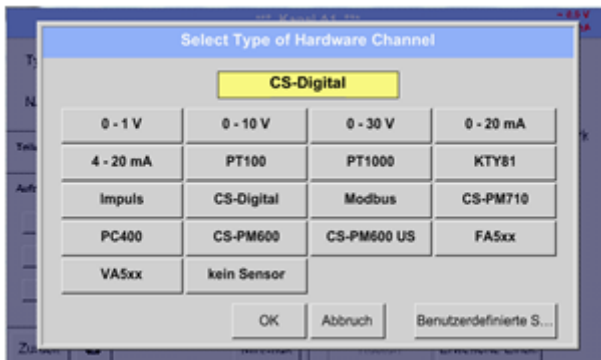 *** Kanal A1 ***
Select Type of Hardware Channel
CS-Digital
0 - 1 V 0 - 10 V 0 - 30 V 0 - 20 mA
4 - 20 mA PT100 PT1000 KTY81
Impuls CS-Digital Modbus CS-PM710
PC400 CS-PM600 CS-PM600 US FA5xx
VA5xx kein Sensor
OK Abbruch Benutzerdefinierte S...